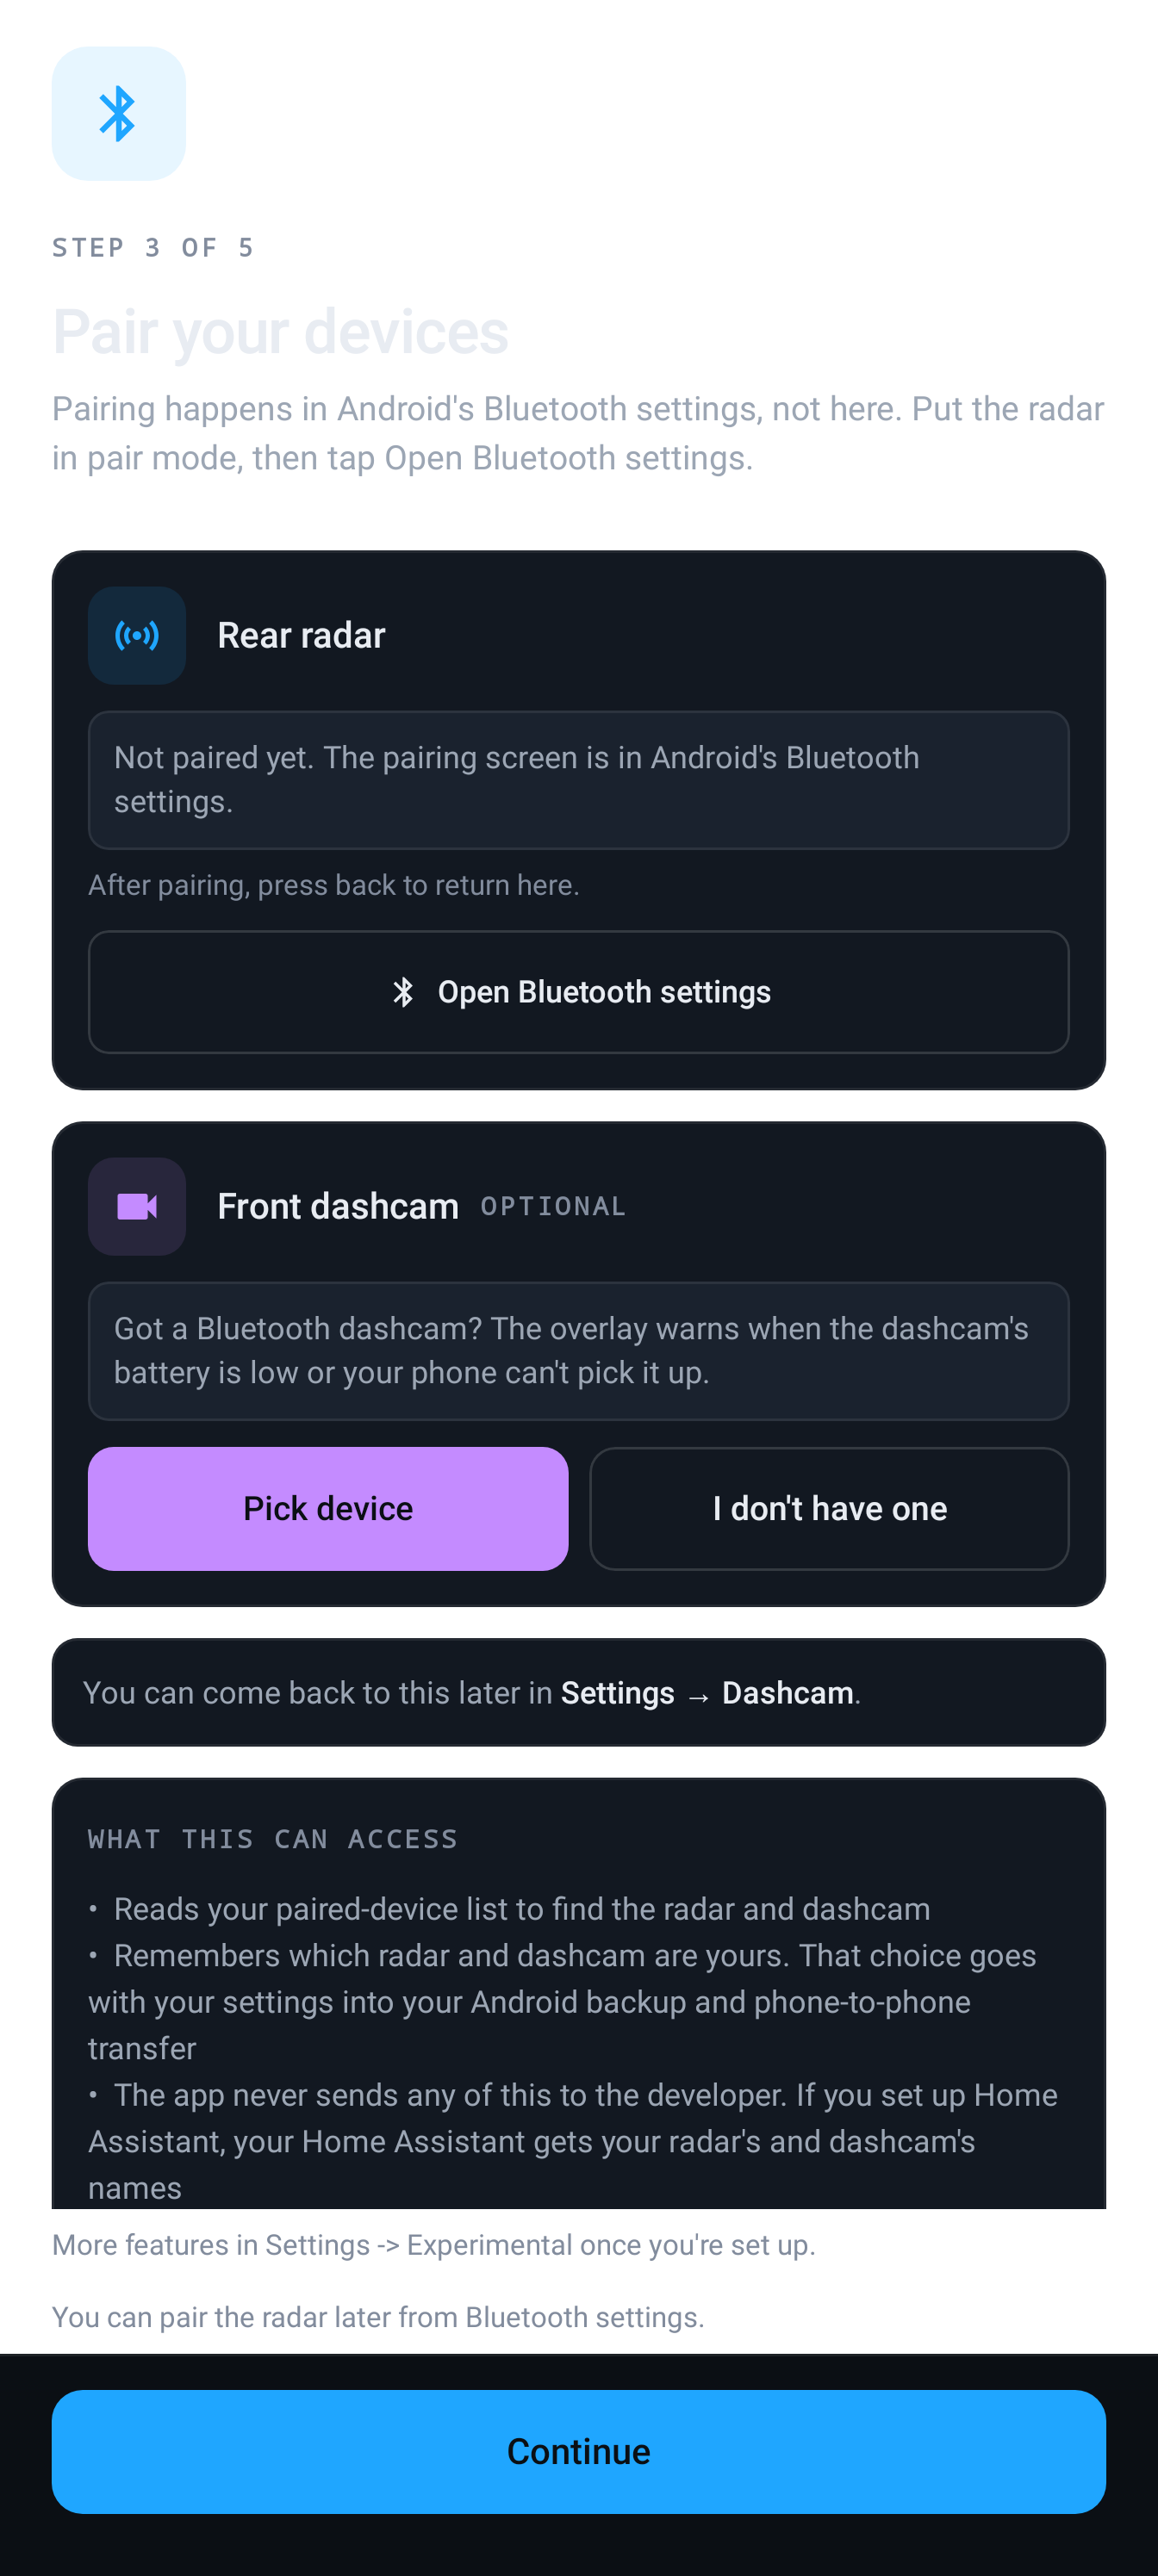 STEP 3 OF 5
Pair your devices
Pairing happens in Android's Bluetooth settings, not here. Put the radar
in pair mode, then tap Open Bluetooth settings.
Rear radar
Not paired yet. The pairing screen is in Android's Bluetooth
settings.
After pairing, press back to return here.
Open Bluetooth settings
Front dashcam OPTIONAL
Got a Bluetooth dashcam? The overlay warns when the dashcam's
battery is low or your phone can't pick it up.
Pick device
I don't have one
You can come back to this later in Settings → Dashcam.
WHAT THIS CAN ACCESS
• Reads your paired-device list to find the radar and dashcam
• Remembers which radar and dashcam are yours. That choice goes
with your settings into your Android backup and phone-to-phone
transfer
• The app never sends any of this to the developer. If you set up Home
Assistant, your Home Assistant gets your radar's and dashcam's
names
More features in Settings -> Experimental once you're set up.
You can pair the radar later from Bluetooth settings.
Continue